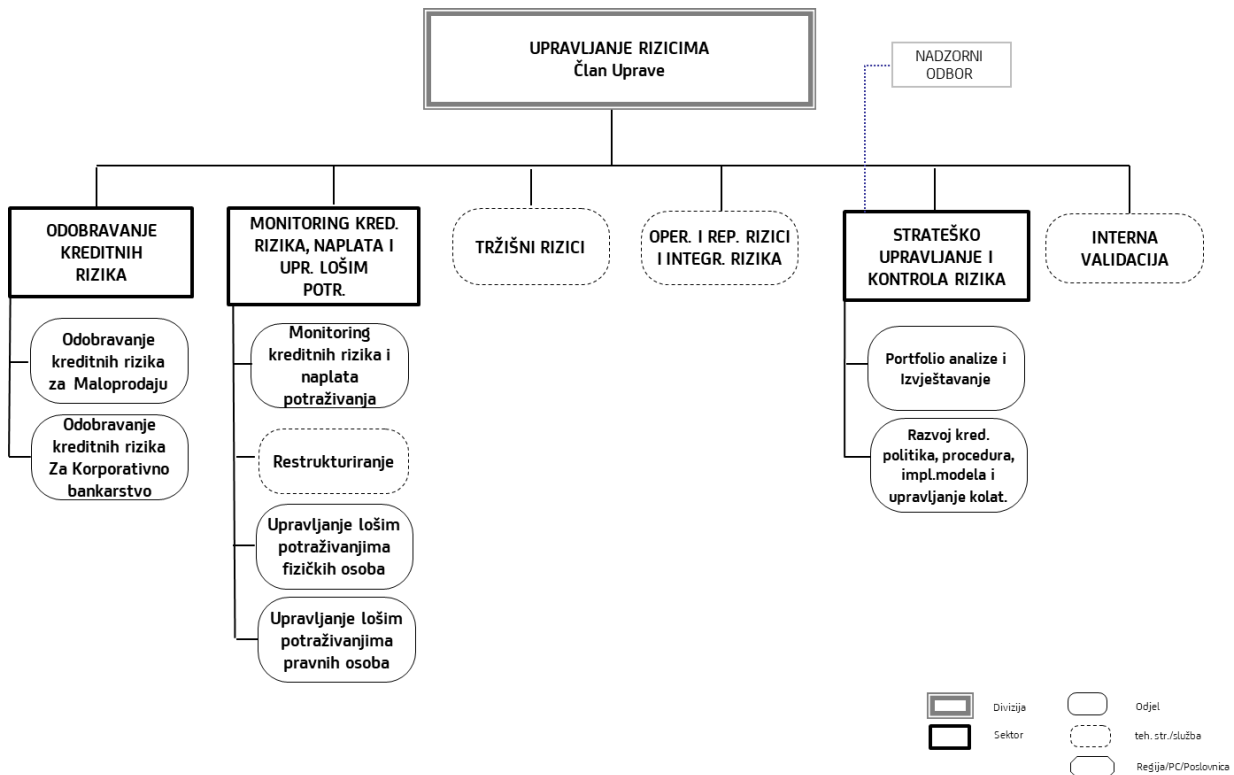 UPRAVLJANJE RIZICIMA
Član Uprave
NADZORNI
ODBOR
ODOBRAVANJE
KREDITNIH
RIZIKA
MONITORING KRED.
RIZIKA, NAPLATA I
UPR. LOŠIM
POTR.
TRŽIŠNI RIZICI
OPER. I REP. RIZICI
I INTEGR. RIZIKA
STRATEŠKO
UPRAVLJANJE I
KONTROLA RIZIKA
INTERNA
VALIDACIJA
Odobravanje
kreditnih rizika
za Maloprodaju
Odobravanje
kreditnih rizika
Za Korporativno
bankarstvo
Monitoring
kreditnih rizika i
naplata
potraživanja
Restrukturiranje
Upravljanje lošim
potraživanjima
fizičkih osoba
Upravljanje lošim
potraživanjima
pravnih osoba
Portfolio analize i
Izvještavanje
Razvoj kred.
politika, procedura,
impl.modela i
upravljanje kolat.
Divizija
Odjel
Sektor
teh. str./služba
Regija/PC/Poslovnica